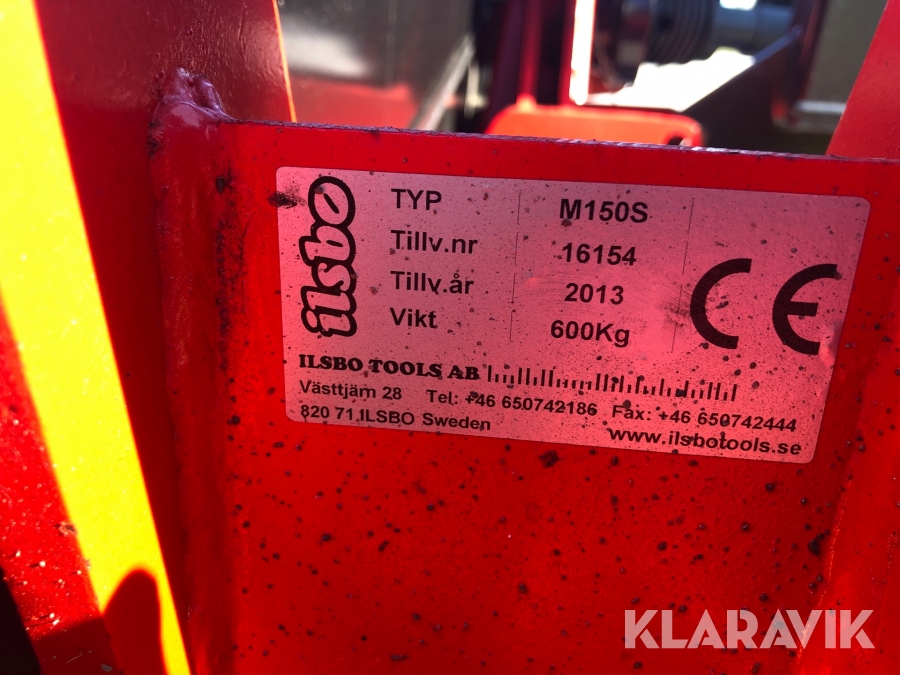 ilsbo
TYP M150S
Tillv.nr 16154
Tillv.år 2013
Vikt 600Kg
CE
ILSBO TOOLS AB
Västtjärn 28 Tel: +46 650742186 Fax: +46 650742444
820 71 ILSBO Sweden www.ilsbotools.se
KLARAVIK